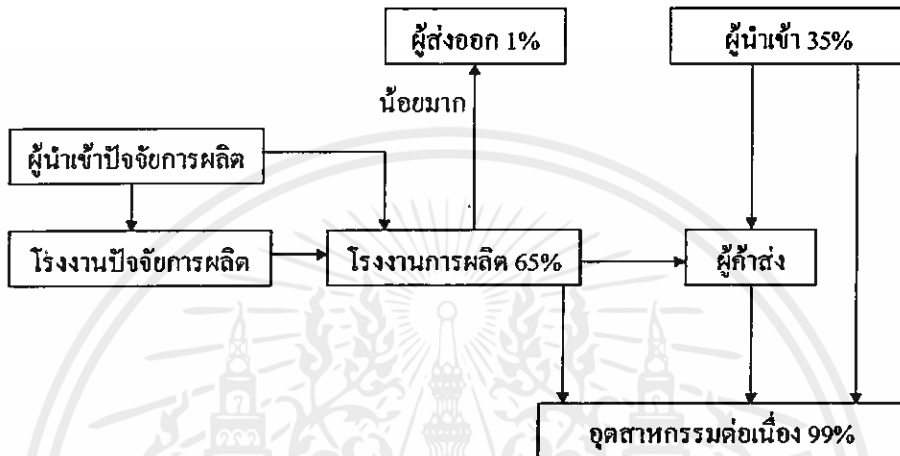 ผู้ส่งออก 1%
ผู้นำเข้า 35%
น้อยมาก
ผู้นำเข้าปัจจัยการผลิต
โรงงานปัจจัยการผลิต
โรงงานการผลิต 65%
ผู้ค้าส่ง
อุตสาหกรรมต่อเนื่อง 99%